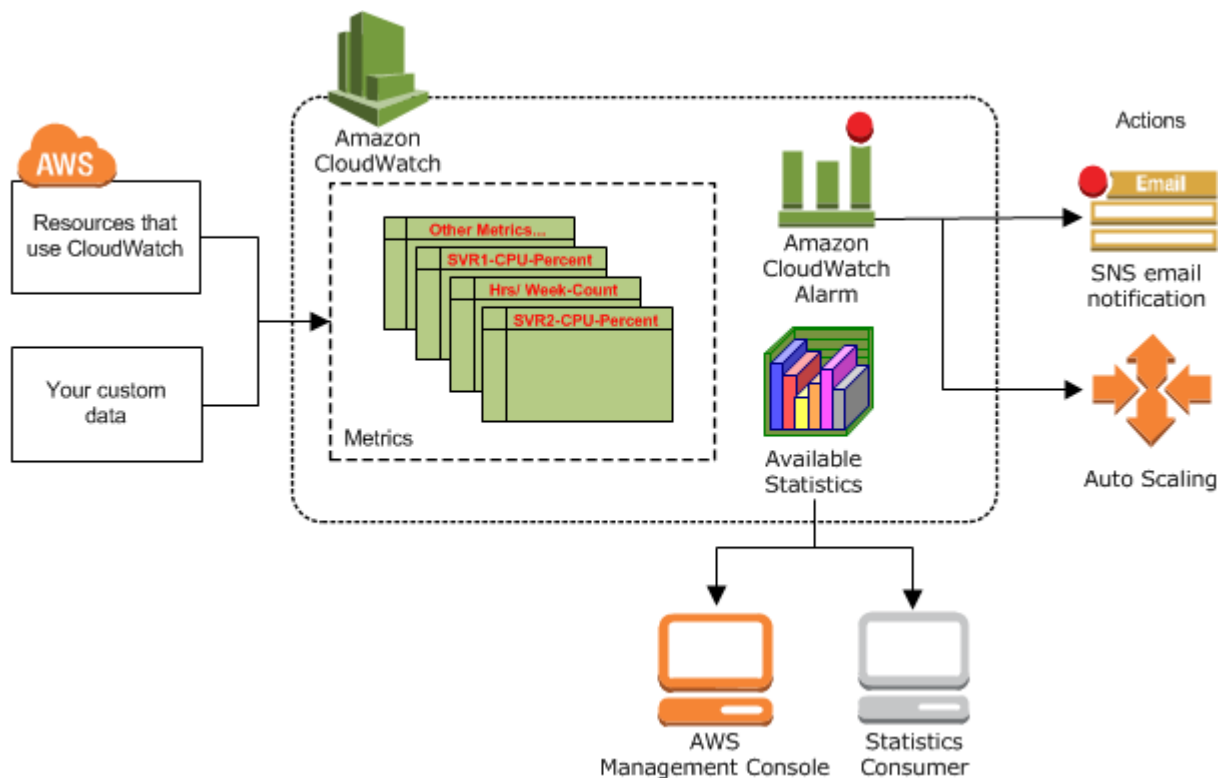 Amazon
CloudWatch
AWS
Resources that
use CloudWatch
Your custom
data
Other Metrics...
SVR1-CPU-Percent
Hrs/ Week-Count
SVR2-CPU-Percent
Metrics
Amazon
CloudWatch
Alarm
Available
Statistics
Actions
Email
SNS email
notification
Auto Scaling
AWS
Management Console
Statistics
Consumer